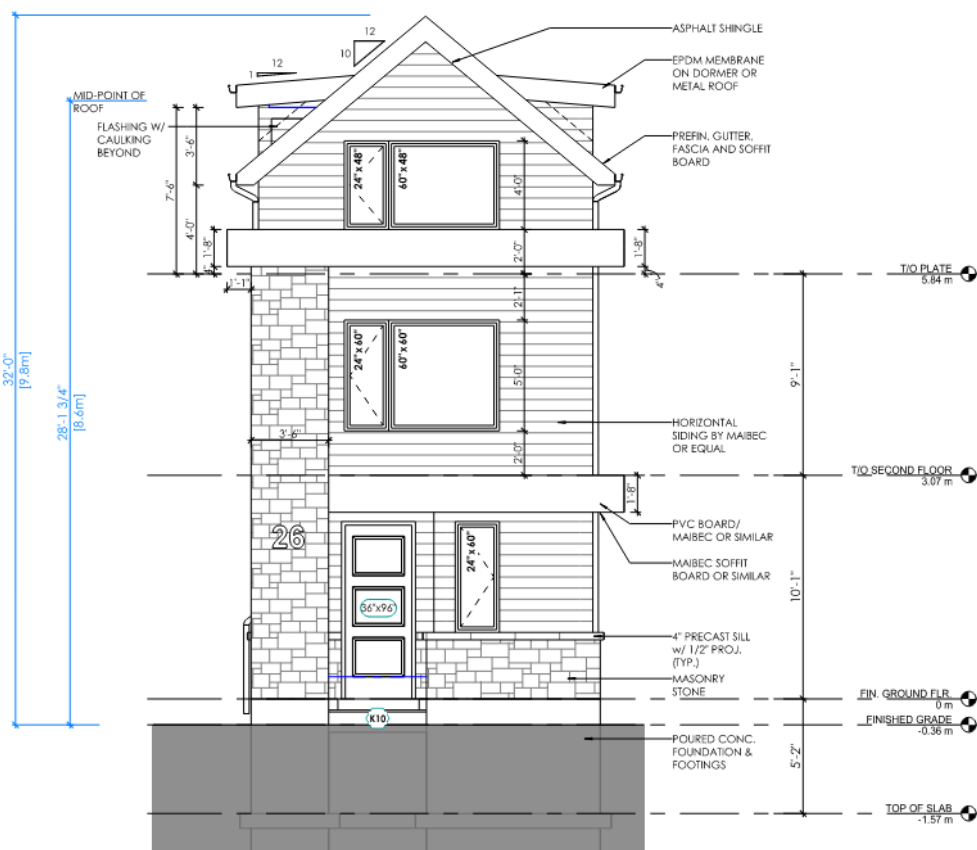 12
10
12
1
ASPHALT SHINGLE
EPDM MEMBRANE
ON DORMER OR
METAL ROOF
MID-POINT OF
ROOF
FLASHING W/
CAULKING
BEYOND
PREFIN. GUTTER,
FASCIA AND SOFFIT
BOARD
3'-6"
7'-6"
4'-0"
1'-8"
4"
1'-1"
24"x 48"
60"x 48"
4'-0"
2'-0"
1'-8"
4"
T/O PLATE
5.84 m
2'-1"
24"x 60"
60"x 60"
5'-0"
9'-1"
32'-0"
[9.8m]
28'-1 3/4"
[8.6m]
3'-6"
2'-0"
HORIZONTAL
SIDING BY MAIBEC
OR EQUAL
T/O SECOND FLOOR
3.07 m
1'-8"
PVC BOARD/
MAIBEC OR SIMILAR
26
24"x 60"
MAIBEC SOFFIT
BOARD OR SIMILAR
10'-1"
36"x96"
4" PRECAST SILL
w/ 1/2" PROJ.
(TYP.)
MASONRY
STONE
FIN. GROUND FLR.
0 m
K10
FINISHED GRADE
-0.36 m
POURED CONC.
FOUNDATION &
FOOTINGS
5'-2"
TOP OF SLAB
-1.57 m